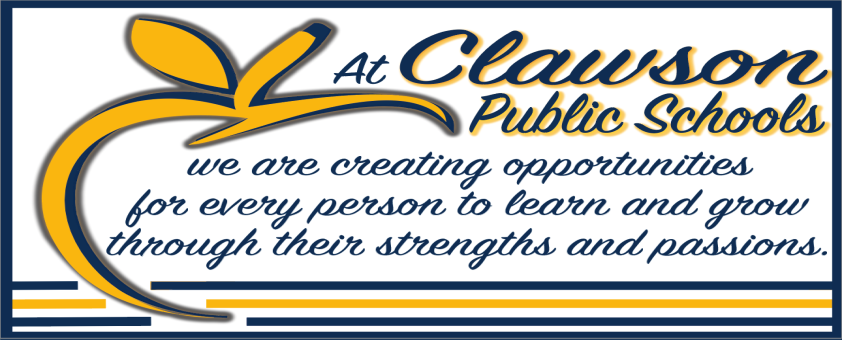 At Clawson
Public Schools
we are creating opportunities
for every person to learn and grow
through their strengths and passions.